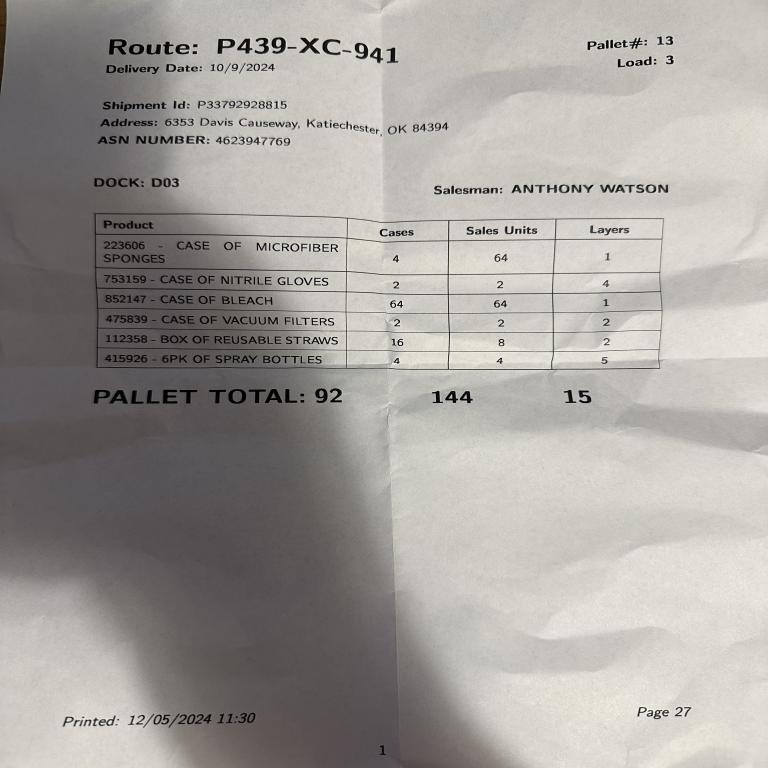 Route: P439-XC-941
Pallet#: 13
Delivery Date: 10/9/2024
Load: 3
Shipment Id: P33792928815
Address: 6353 Davis Causeway, Katiechester, OK 84394
ASN NUMBER: 4623947769
DOCK: D03
Salesman: ANTHONY WATSON
Product Cases Sales Units Layers
223606 - CASE OF MICROFIBER
SPONGES 4 64 1
753159 - CASE OF NITRILE GLOVES 2 2 4
852147 - CASE OF BLEACH 64 64 1
475839 - CASE OF VACUUM FILTERS 2 2 2
112358 - BOX OF REUSABLE STRAWS 16 8 2
415926 - 6PK OF SPRAY BOTTLES 4 4 5
PALLET TOTAL: 92 144 15
Printed: 12/05/2024 11:30
Page 27
1